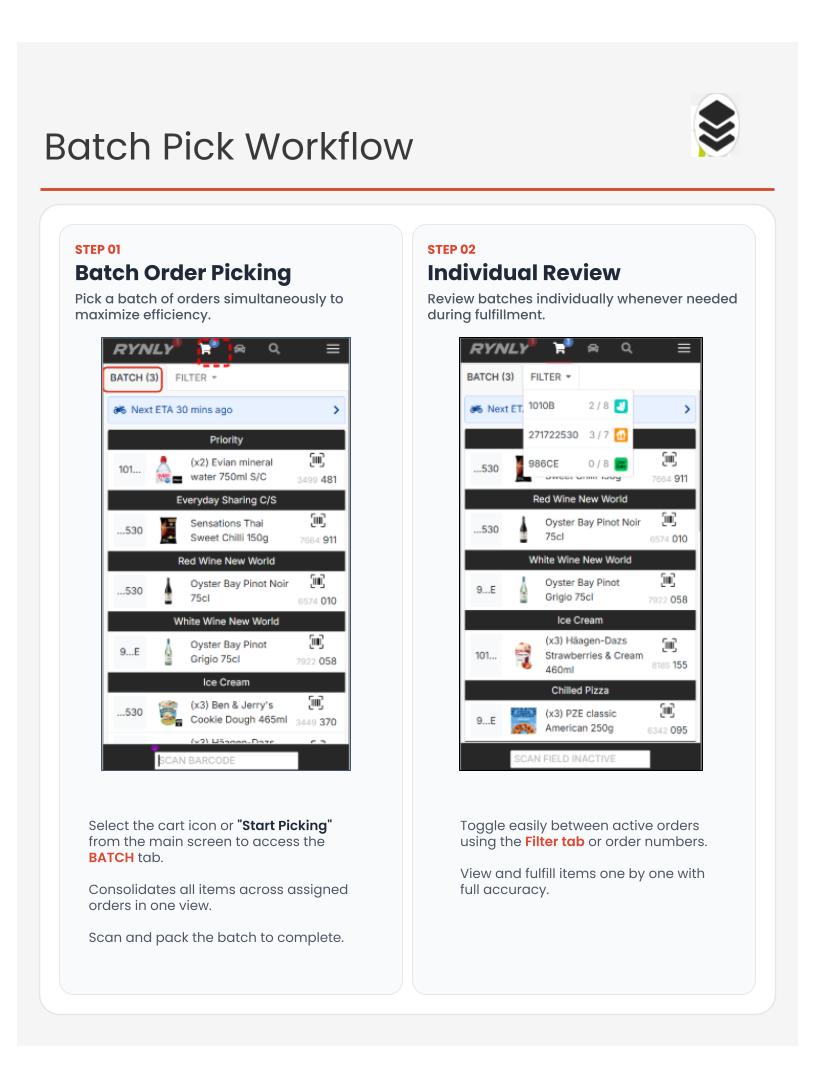 Batch Pick Workflow
STEP 01
Batch Order Picking
Pick a batch of orders simultaneously to
maximize efficiency.
RYNLY
BATCH (3) FILTER
Next ETA 30 mins ago
Priority
101... (x2) Evian mineral
water 750ml S/C
3499 481
Everyday Sharing C/S
...530 Sensations Thai
Sweet Chilli 150g
7664 911
Red Wine New World
...530 Oyster Bay Pinot Noir
75cl
6574 010
White Wine New World
9...E Oyster Bay Pinot
Grigio 75cl
7922 058
Ice Cream
...530 (x3) Ben & Jerry's
Cookie Dough 465ml
3449 370
(x3) Häagen-Dazs
SCAN BARCODE
Select the cart icon or "Start Picking"
from the main screen to access the
BATCH tab.
Consolidates all items across assigned
orders in one view.
Scan and pack the batch to complete.
STEP 02
Individual Review
Review batches individually whenever needed
during fulfillment.
RYNLY
BATCH (3) FILTER
Next ET
1010B 2 / 8
271722530 3 / 7
986CE 0 / 8
...530
Sweet Chilli 150g
7664 911
Red Wine New World
...530 Oyster Bay Pinot Noir
75cl
6574 010
White Wine New World
9...E Oyster Bay Pinot
Grigio 75cl
7922 058
Ice Cream
101... (x3) Häagen-Dazs
Strawberries & Cream
460ml
8165 155
Chilled Pizza
9...E (x3) PZE classic
American 250g
6342 095
SCAN FIELD INACTIVE
Toggle easily between active orders
using the Filter tab or order numbers.
View and fulfill items one by one with
full accuracy.